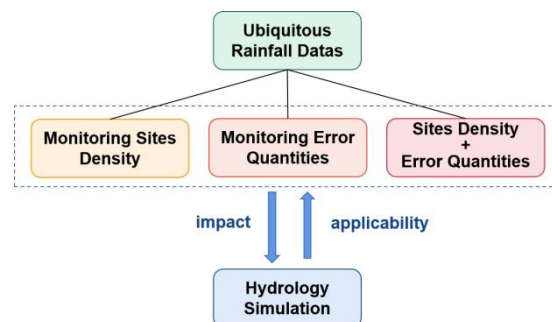 Ubiquitous
Rainfall Datas
Monitoring Sites
Density
Monitoring Error
Quantities
Sites Density
+
Error Quantities
impact
applicability
Hydrology
Simulation